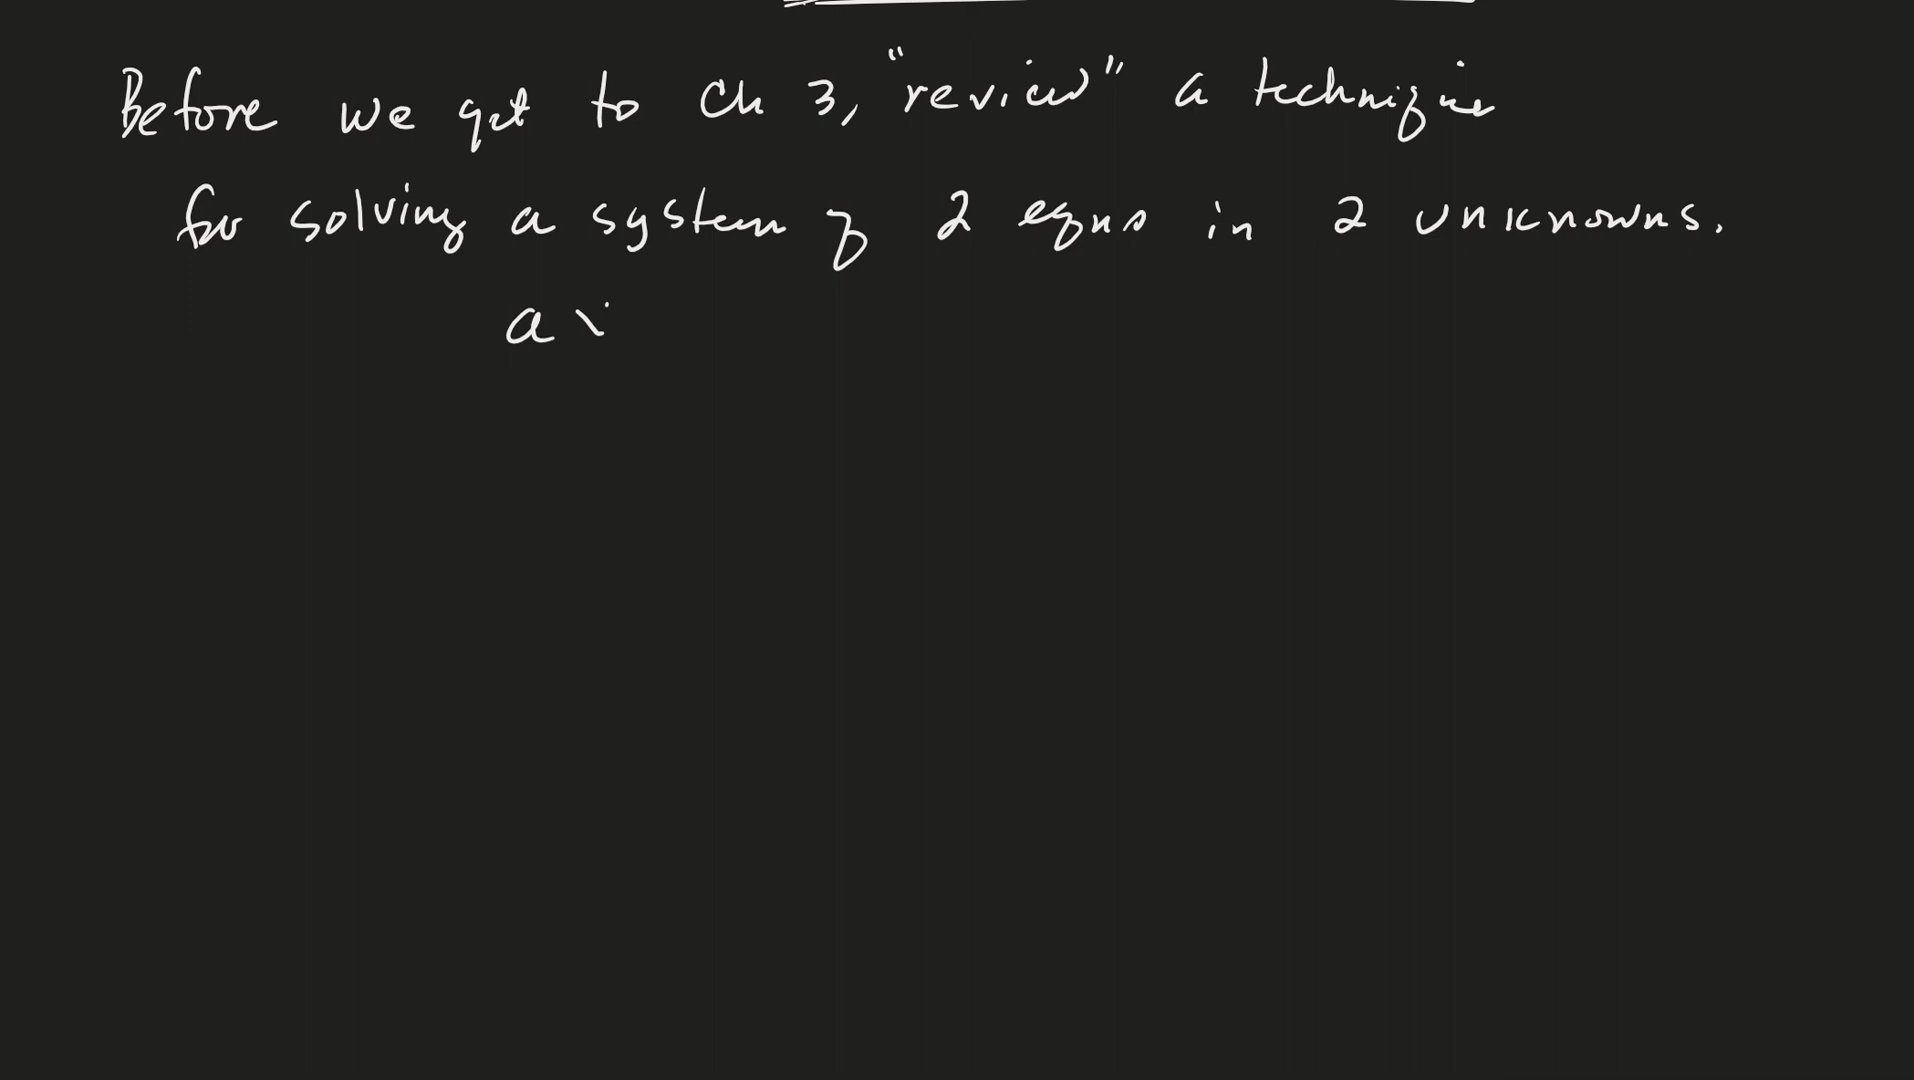 Before we get to Ch 3, "review" a technique
for solving a system of 2 eqns in 2 unknowns.
a